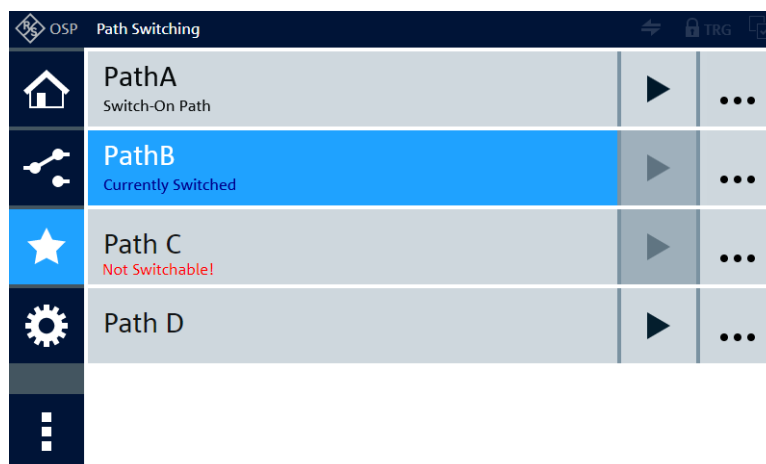 R&S OSP Path Switching TRG
PathA
Switch-On Path
PathB
Currently Switched
Path C
Not Switchable!
Path D